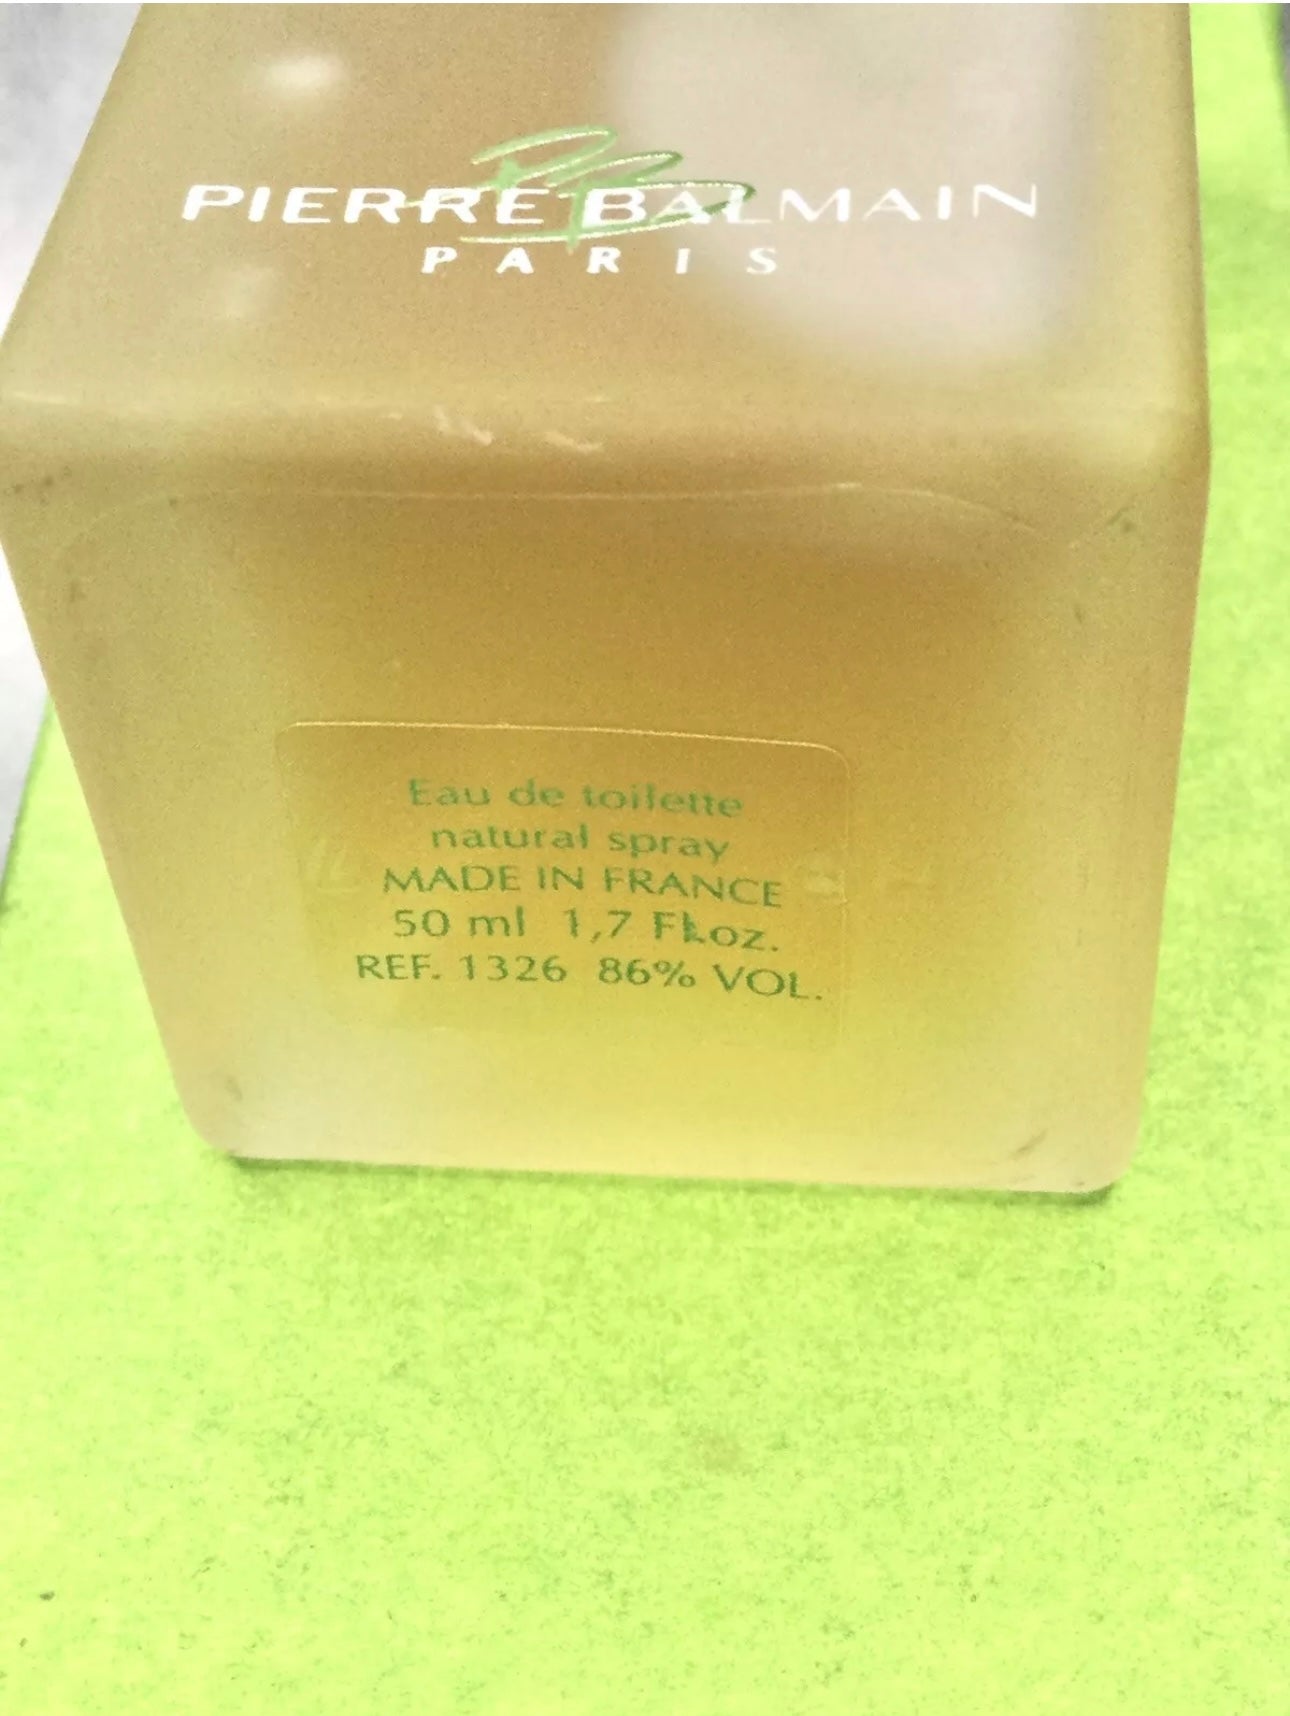 PIERRE BALMAIN
PARIS
Eau de toilette
natural spray
MADE IN FRANCE
50 ml 1,7 Fl.oz.
REF. 1326 86% VOL.